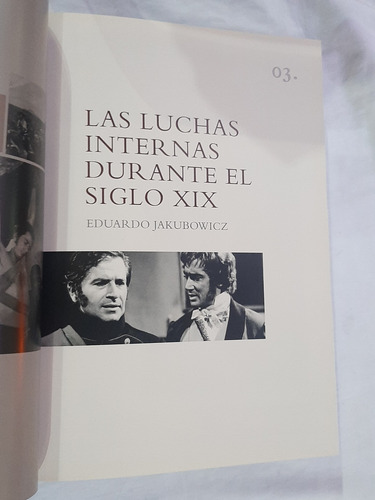 03.
LAS LUCHAS
INTERNAS
DURANTE EL
SIGLO XIX
EDUARDO JAKUBOWICZ